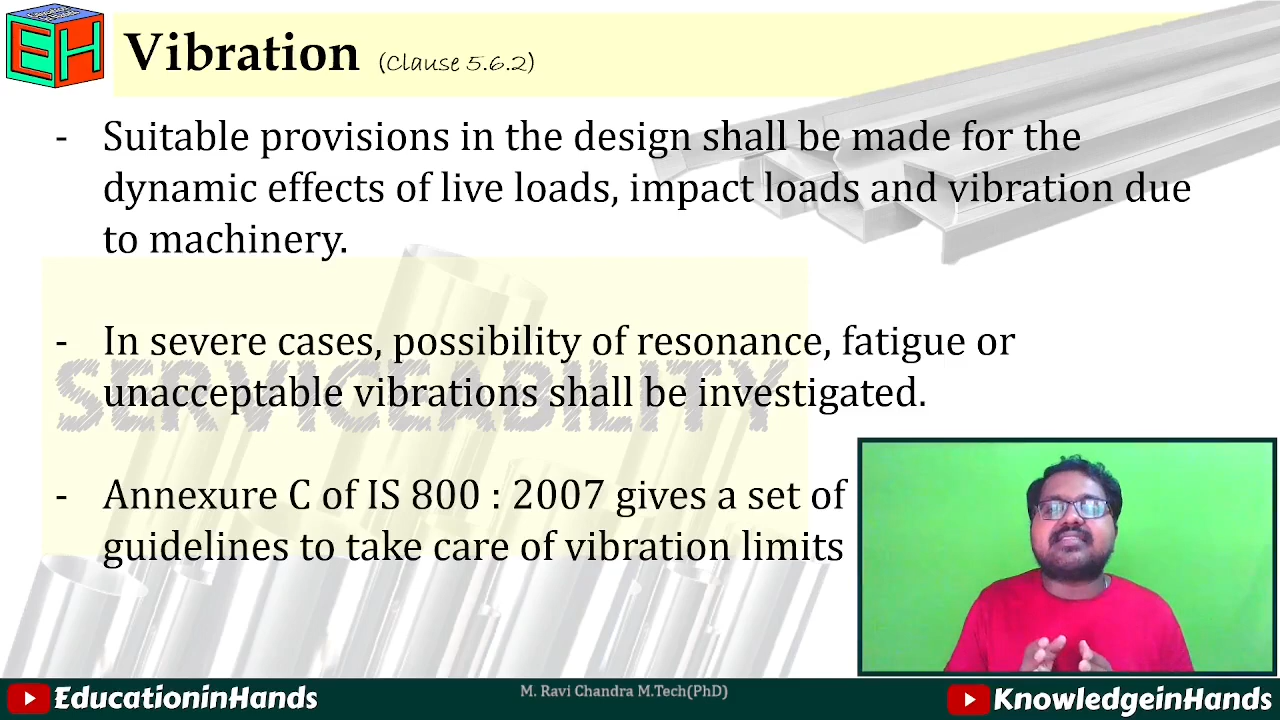 EH
Vibration (Clause 5.6.2)
- Suitable provisions in the design shall be made for the
dynamic effects of live loads, impact loads and vibration due
to machinery.
- In severe cases, possibility of resonance, fatigue or
unacceptable vibrations shall be investigated.
SERVICEABILITY
- Annexure C of IS 800 : 2007 gives a set of
guidelines to take care of vibration limits
EducationinHands
M. Ravi Chandra M.Tech(PhD)
KnowledgeinHands